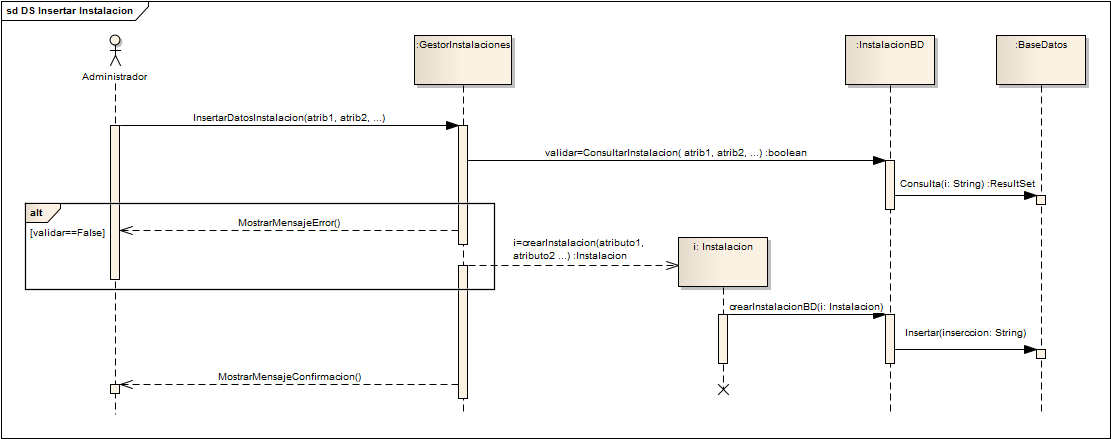 sd DS Insertar Instalacion
:GestorInstalaciones
:InstalacionBD
:BaseDatos
Administrador
InsertarDatosInstalacion(atrib1, atrib2, ...)
validar=ConsultarInstalacion( atrib1, atrib2, ...) :boolean
Consulta(i: String) :ResultSet
alt
[validar==False]
MostrarMensajeError()
i=crearInstalacion(atributo1,
atributo2 ...) :Instalacion
i: Instalacion
crearInstalacionBD(i: Instalacion)
Insertar(inserccion: String)
MostrarMensajeConfirmacion()